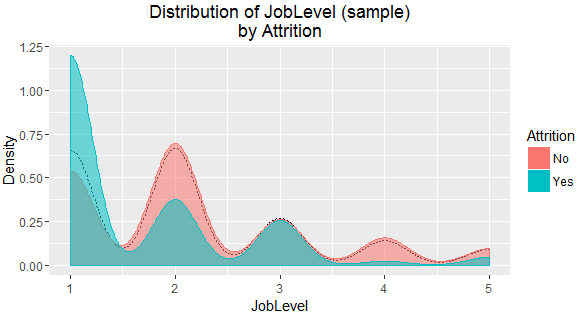 Distribution of JobLevel (sample)
by Attrition
1.25
1.00
0.75
0.50
0.25
0.00
Density
1 2 3 4 5
JobLevel
Attrition
No
Yes